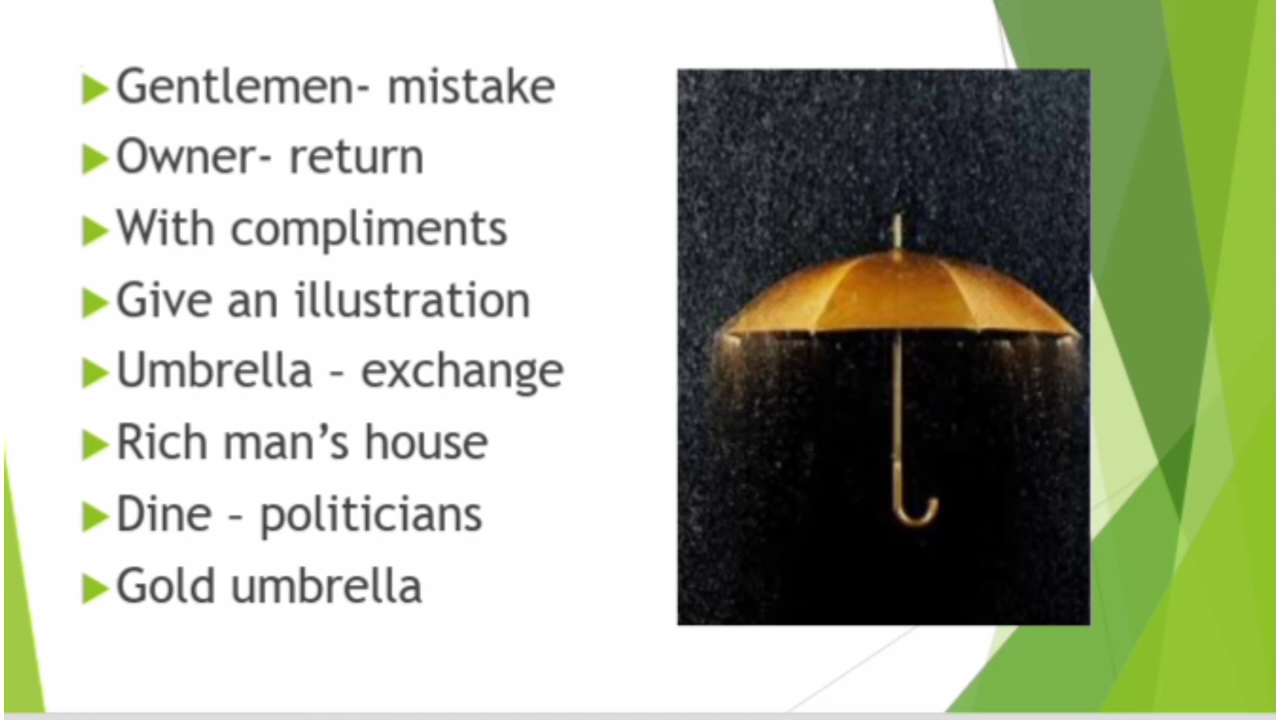 Gentlemen- mistake
Owner- return
With compliments
Give an illustration
Umbrella – exchange
Rich man’s house
Dine – politicians
Gold umbrella